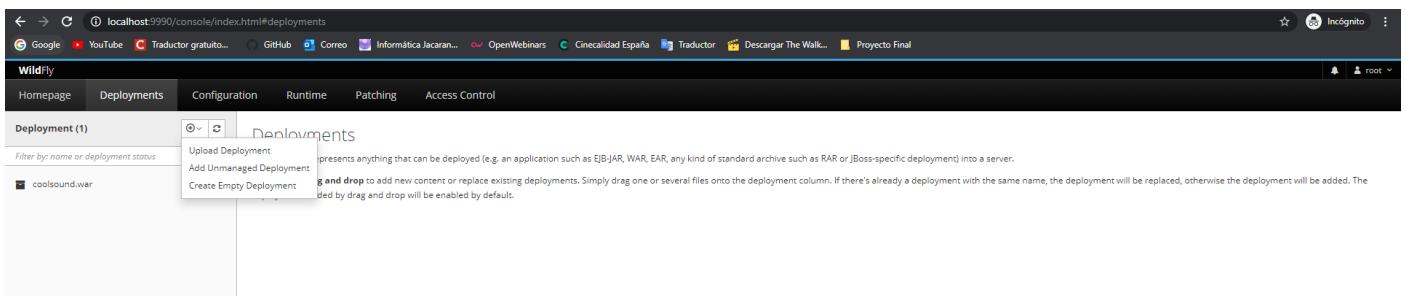 localhost:9990/console/index.html#deployments
Incógnito
Google YouTube Traductor gratuito... GitHub Correo Informática Jacaran... OpenWebinars Cinecalidad España Traductor Descargar The Walk... Proyecto Final
WildFly
root
Homepage Deployments Configuration Runtime Patching Access Control
Deployment (1)
Filter by: name or deployment status
coolsound.war
Upload Deployment
Add Unmanaged Deployment
Create Empty Deployment
Deployments
epresents anything that can be deployed (e.g. an application such as EJB-JAR, WAR, EAR, any kind of standard archive such as RAR or JBoss-specific deployment) into a server.
g and drop to add new content or replace existing deployments. Simply drag one or several files onto the deployment column. If there's already a deployment with the same name, the deployment will be replaced, otherwise the deployment will be added. The
ded by drag and drop will be enabled by default.